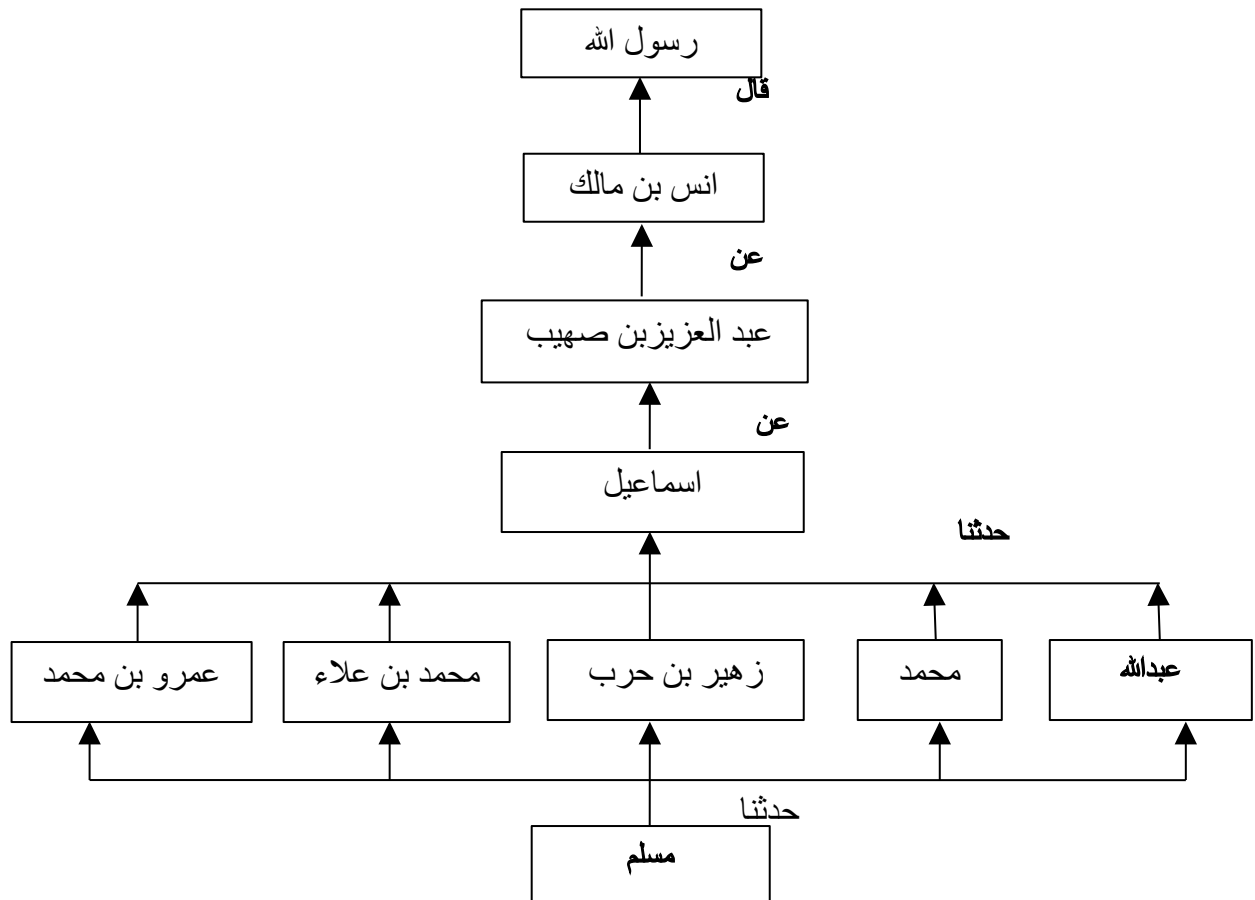 رسول الله
قال
انس بن مالك
عن
عبد العزيزبن صهيب
عن
اسماعيل
حدثنا
عبدالله
محمد
زهير بن حرب
محمد بن علاء
عمرو بن محمد
حدثنا
مسلم